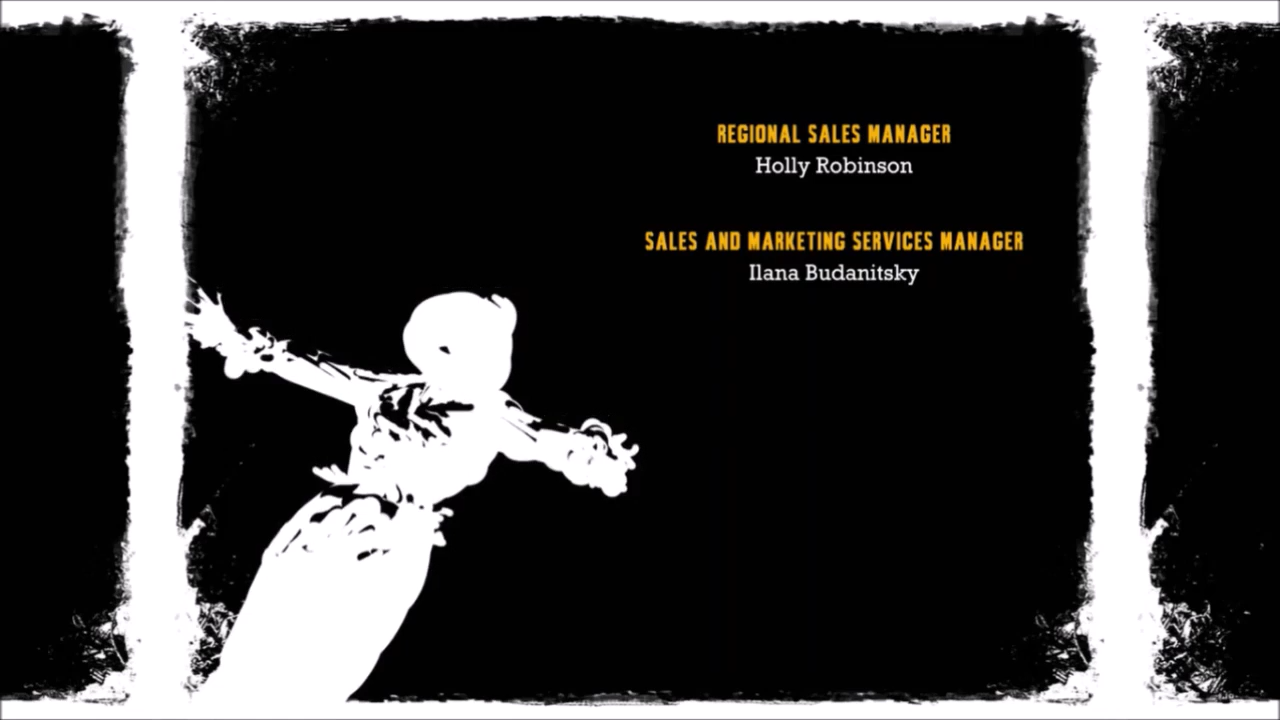 REGIONAL SALES MANAGER
Holly Robinson
SALES AND MARKETING SERVICES MANAGER
Ilana Budanitsky